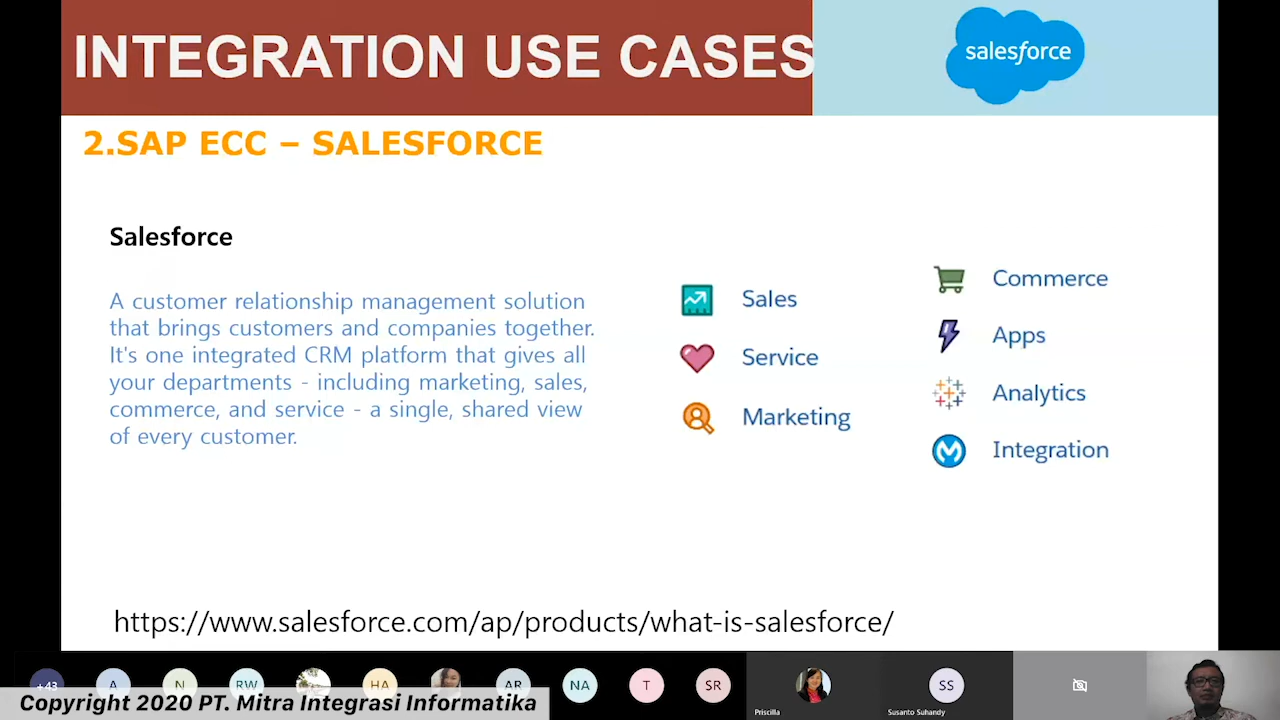 INTEGRATION USE CASES
salesforce
2.SAP ECC – SALESFORCE
Salesforce
A customer relationship management solution
that brings customers and companies together.
It's one integrated CRM platform that gives all
your departments - including marketing, sales,
commerce, and service - a single, shared view
of every customer.
Sales
Service
Marketing
Commerce
Apps
Analytics
Integration
https://www.salesforce.com/ap/products/what-is-salesforce/
+43
A
N
RW
HA
AR
NA
T
SR
SS
Priscilla
Susanto Suhandy
Copyright 2020 PT. Mitra Integrasi Informatika